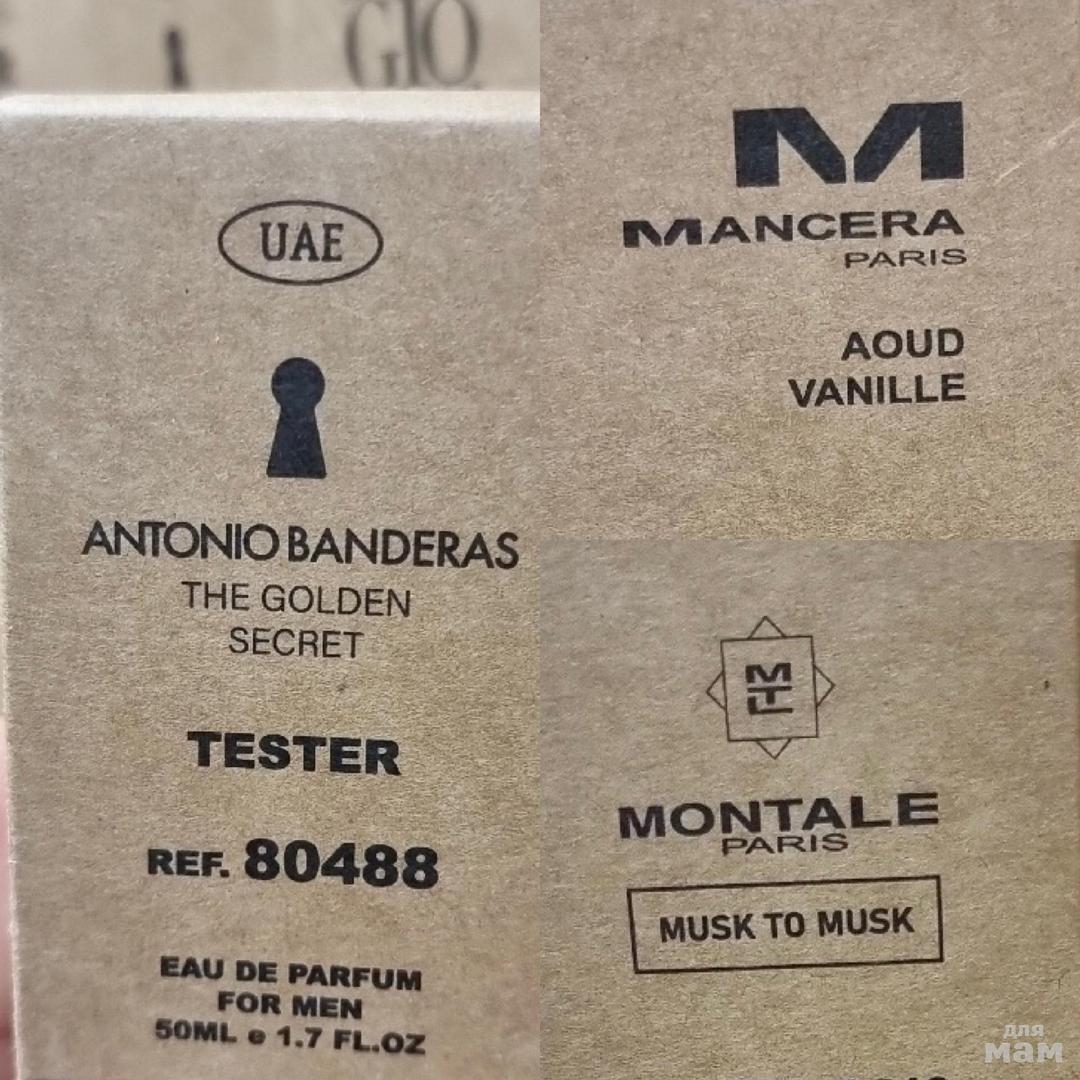 GIO
UAE
ANTONIO BANDERAS
THE GOLDEN
SECRET
TESTER
REF. 80488
EAU DE PARFUM
FOR MEN
50ML e 1.7 FL.OZ
M
MANCERA
PARIS
AOUD
VANILLE
MONTALE
PARIS
MUSK TO MUSK
для
мам